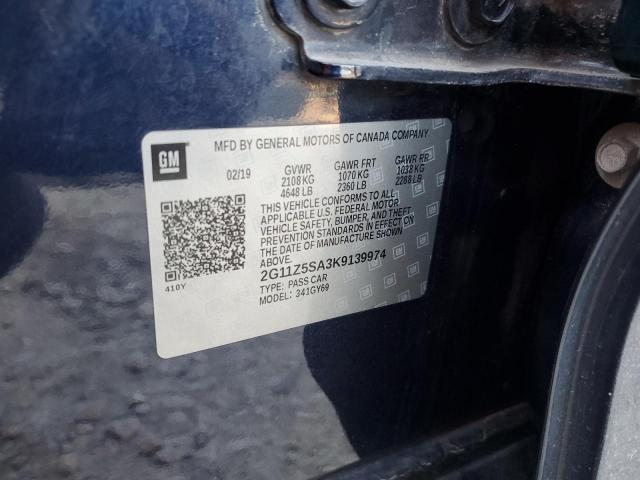 MFD BY GENERAL MOTORS OF CANADA COMPANY
GM
02/19 GVWR GAWR FRT GAWR RR
2108 KG 1070 KG 1038 KG
4648 LB 2360 LB 2288 LB
THIS VEHICLE CONFORMS TO ALL
APPLICABLE U.S. FEDERAL MOTOR
VEHICLE SAFETY, BUMPER, AND THEFT
PREVENTION STANDARDS IN EFFECT ON
THE DATE OF MANUFACTURE SHOWN ABOVE.
2G11Z5SA3K9139974
TYPE: PASS CAR
MODEL: 341GY69
410Y